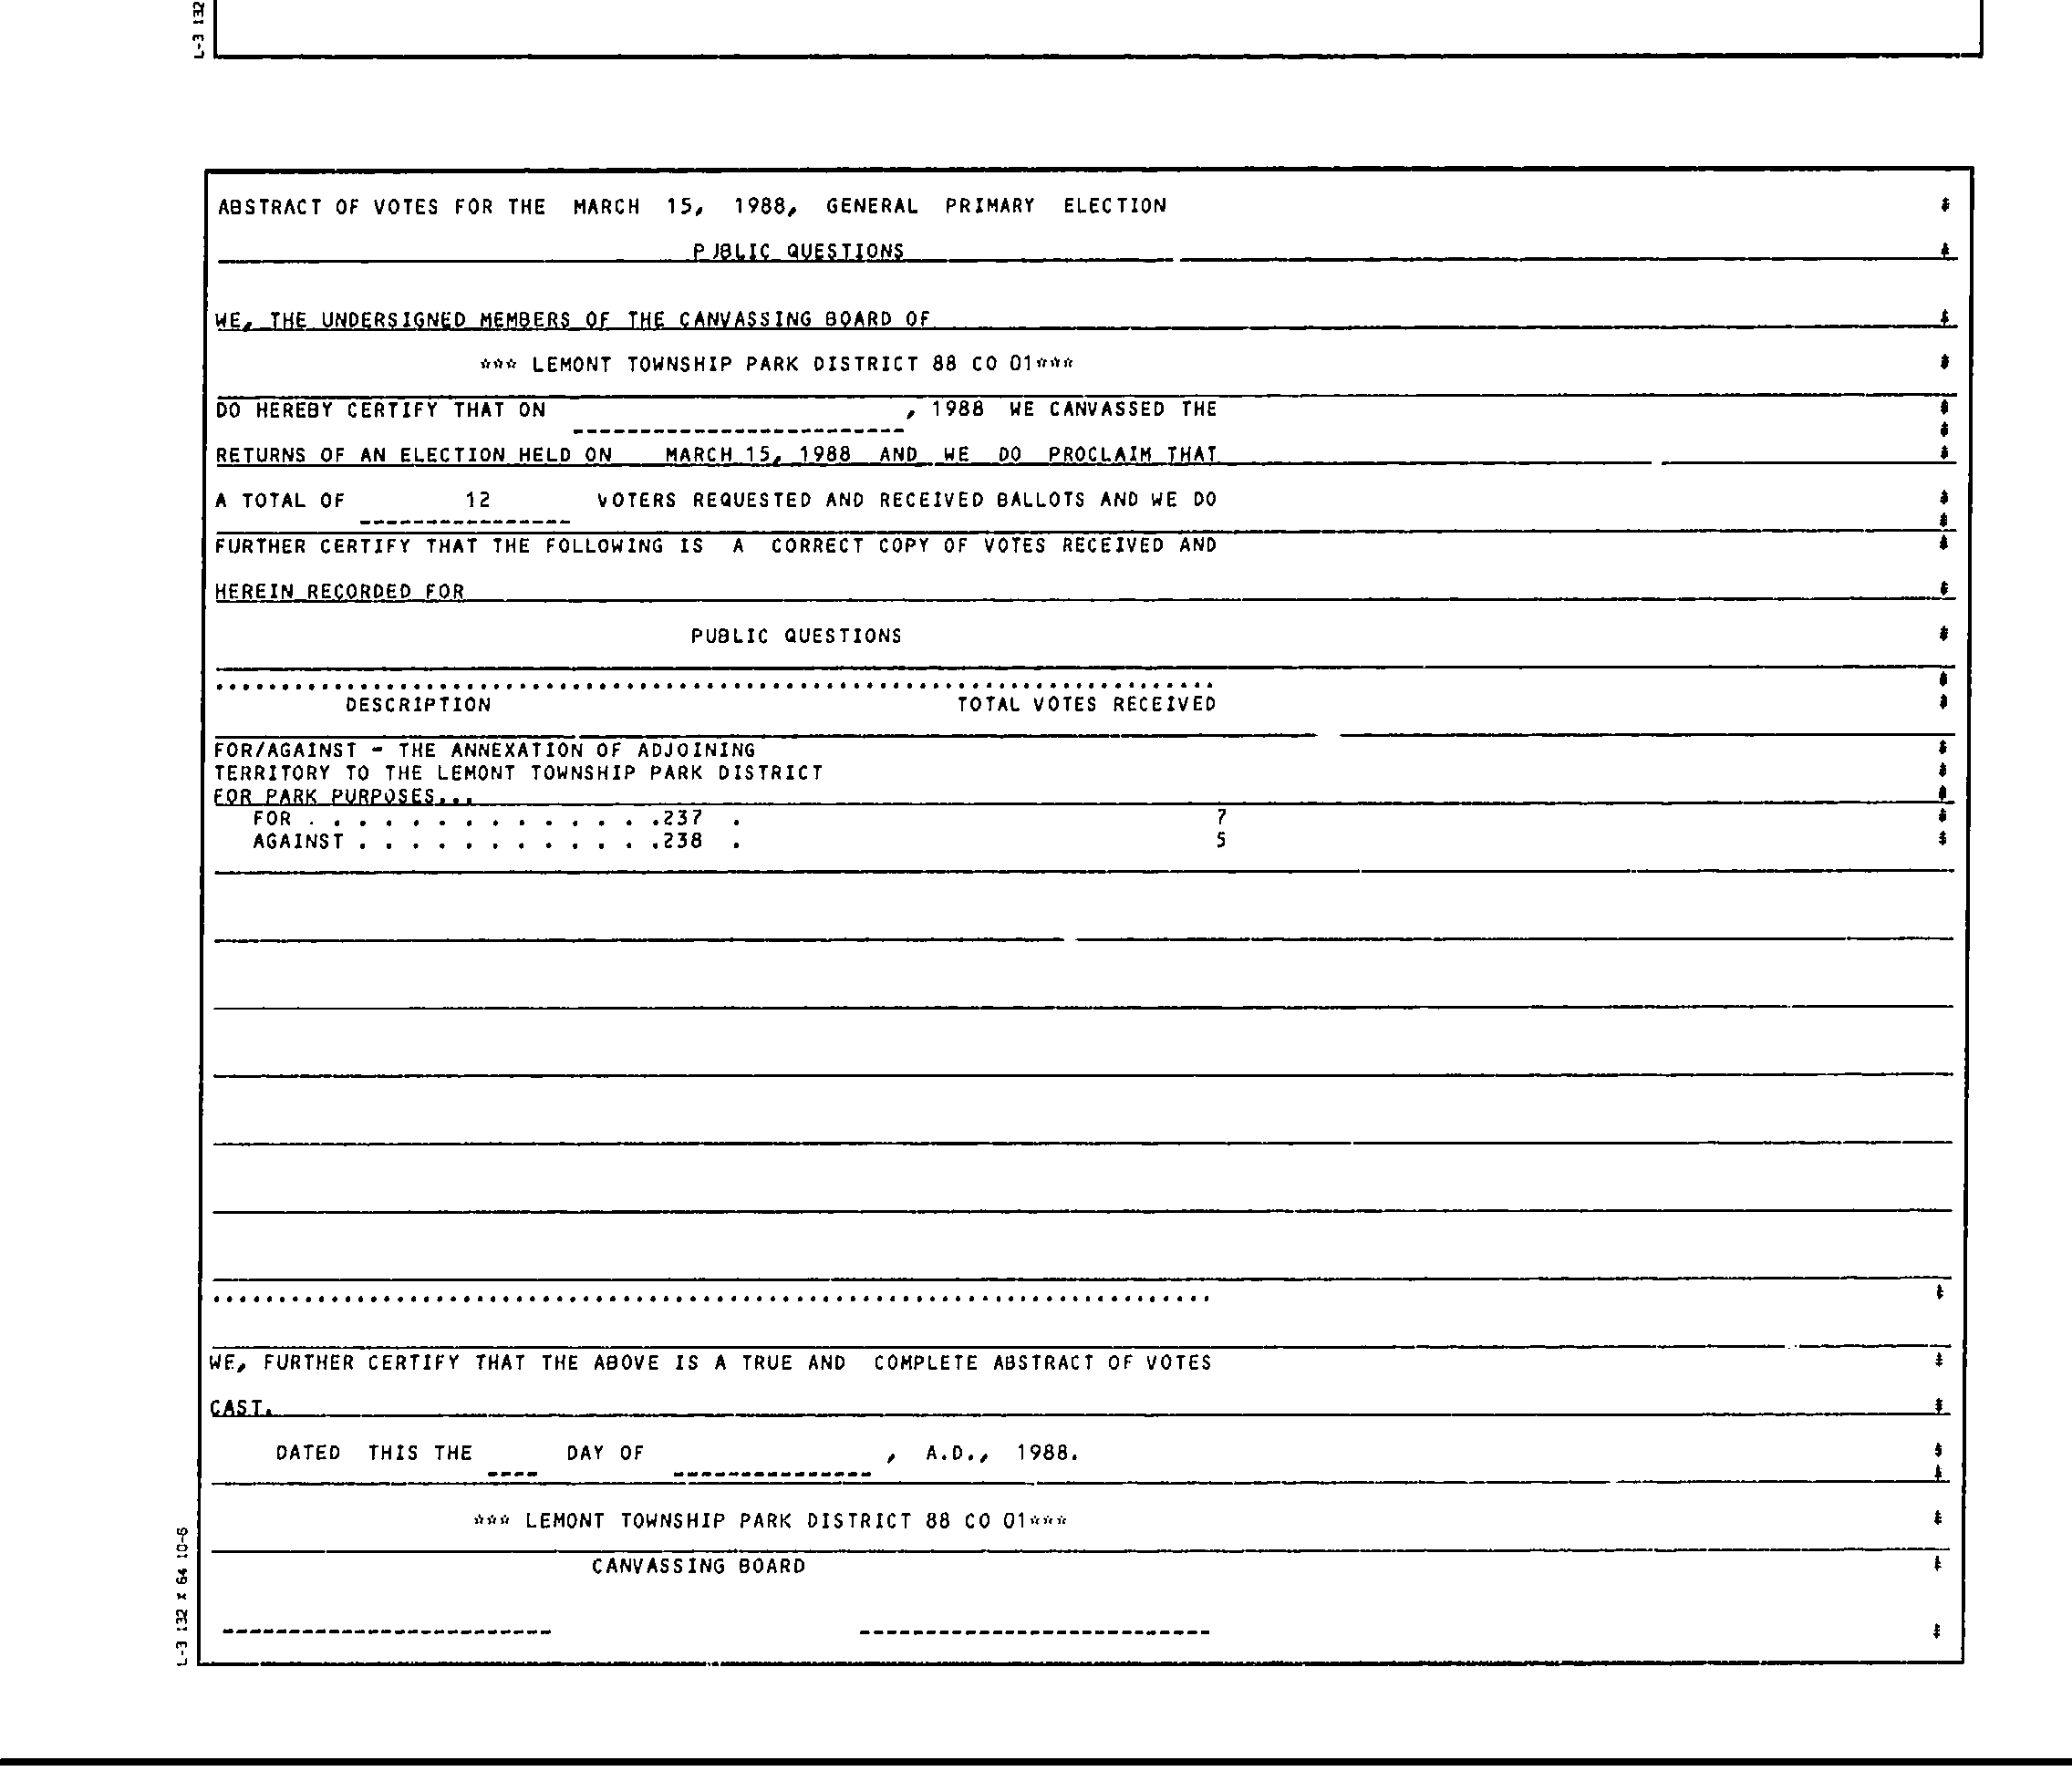 L-3 132
ABSTRACT OF VOTES FOR THE MARCH 15, 1988, GENERAL PRIMARY ELECTION
PUBLIC QUESTIONS
WE, THE UNDERSIGNED MEMBERS OF THE CANVASSING BOARD OF
*** LEMONT TOWNSHIP PARK DISTRICT 88 CO 01***
DO HEREBY CERTIFY THAT ON ___________________________, 1988 WE CANVASSED THE
RETURNS OF AN ELECTION HELD ON MARCH 15, 1988 AND WE DO PROCLAIM THAT
A TOTAL OF 12 VOTERS REQUESTED AND RECEIVED BALLOTS AND WE DO
FURTHER CERTIFY THAT THE FOLLOWING IS A CORRECT COPY OF VOTES RECEIVED AND
HEREIN RECORDED FOR
PUBLIC QUESTIONS
DESCRIPTION TOTAL VOTES RECEIVED
FOR/AGAINST - THE ANNEXATION OF ADJOINING
TERRITORY TO THE LEMONT TOWNSHIP PARK DISTRICT
FOR PARK PURPOSES...
FOR . . . . . . . . . . . . . .237 . 7
AGAINST . . . . . . . . . . . .238 . 5
WE, FURTHER CERTIFY THAT THE ABOVE IS A TRUE AND COMPLETE ABSTRACT OF VOTES
CAST.
DATED THIS THE ____ DAY OF _______________ , A.D., 1988.
*** LEMONT TOWNSHIP PARK DISTRICT 88 CO 01***
CANVASSING BOARD
L-3 132 X 64 10-6